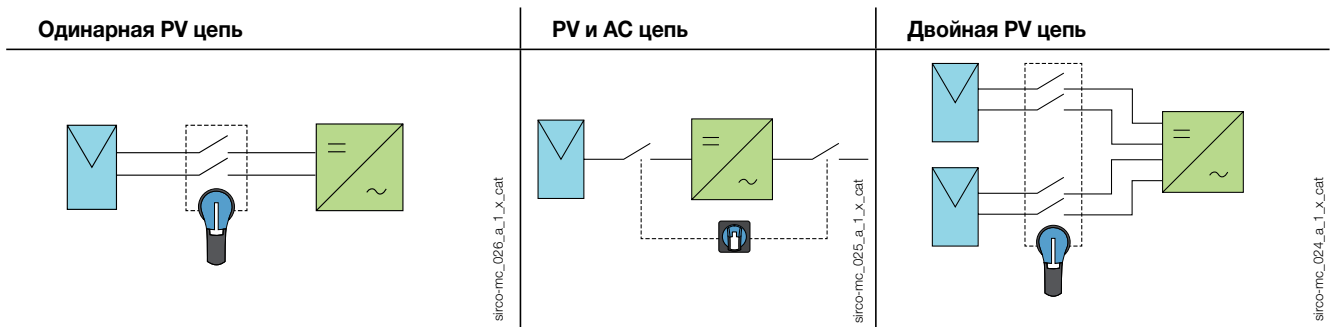 Одинарная PV цепь
PV и AC цепь
Двойная PV цепь
sirco-mc_026_a_1_x_cat
sirco-mc_025_a_1_x_cat
sirco-mc_024_a_1_x_cat